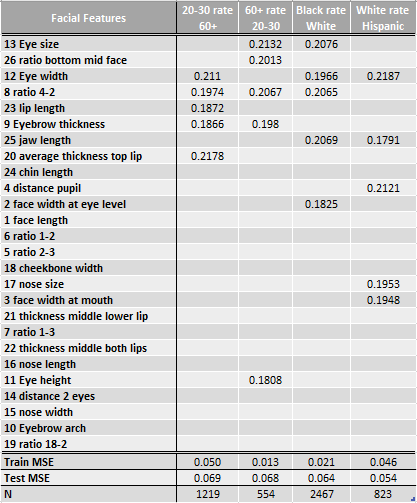 Facial Features 20-30 rate 60+ 60+ rate 20-30 Black rate White White rate Hispanic
13 Eye size 0.2132 0.2076
26 ratio bottom mid face 0.2013
12 Eye width 0.211 0.1966 0.2187
8 ratio 4-2 0.1974 0.2067 0.2065
23 lip length 0.1872
9 Eyebrow thickness 0.1866 0.198
25 jaw length 0.2069 0.1791
20 average thickness top lip 0.2178
24 chin length
4 distance pupil 0.2121
2 face width at eye level 0.1825
1 face length
6 ratio 1-2
5 ratio 2-3
18 cheekbone width
17 nose size 0.1953
3 face width at mouth 0.1948
21 thickness middle lower lip
7 ratio 1-3
22 thickness middle both lips
16 nose length
11 Eye height 0.1808
14 distance 2 eyes
15 nose width
10 Eyebrow arch
19 ratio 18-2
Train MSE 0.050 0.013 0.021 0.046
Test MSE 0.069 0.068 0.064 0.054
N 1219 554 2467 823